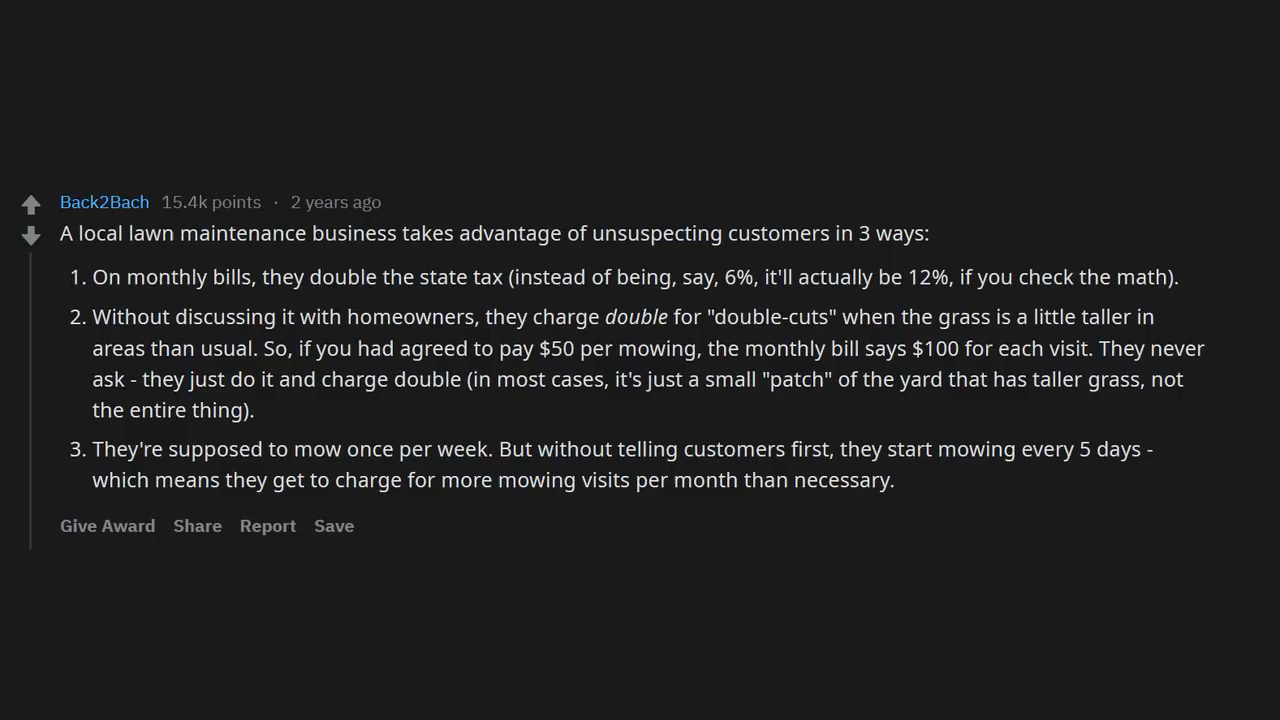 Back2Bach 15.4k points · 2 years ago
A local lawn maintenance business takes advantage of unsuspecting customers in 3 ways:
1. On monthly bills, they double the state tax (instead of being, say, 6%, it'll actually be 12%, if you check the math).
2. Without discussing it with homeowners, they charge double for "double-cuts" when the grass is a little taller in
areas than usual. So, if you had agreed to pay $50 per mowing, the monthly bill says $100 for each visit. They never
ask - they just do it and charge double (in most cases, it's just a small "patch" of the yard that has taller grass, not
the entire thing).
3. They're supposed to mow once per week. But without telling customers first, they start mowing every 5 days -
which means they get to charge for more mowing visits per month than necessary.
Give Award Share Report Save